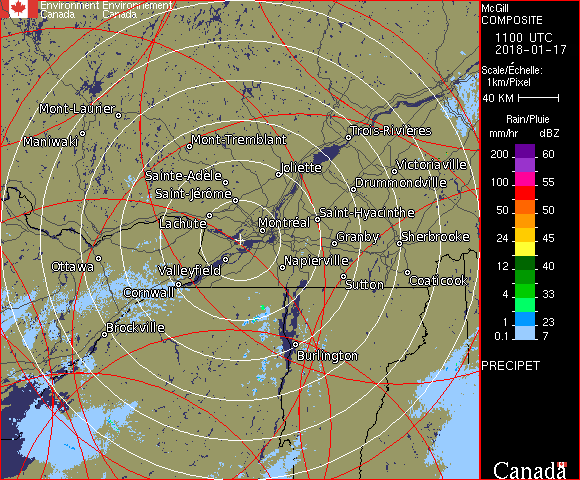 Environment Environnement
Canada Canada
McGill
COMPOSITE
1100 UTC
2018-01-17
Scale/Échelle:
1km/Pixel
40 KM
Rain/Pluie
mm/hr dBZ
200 60
100 55
50 50
24 45
12 40
4 33
1 23
0.1 7
PRECIPET
Canada
Mont-Laurier
Maniwaki
Mont-Tremblant
Trois-Rivières
Joliette
Victoriaville
Sainte-Adèle
Drummondville
Saint-Jérôme
Lachute
Saint-Hyacinthe
Montréal
Granby
Sherbrooke
Ottawa
Valleyfield
Napierville
Cornwall
Sutton
Coaticook
Brockville
Burlington